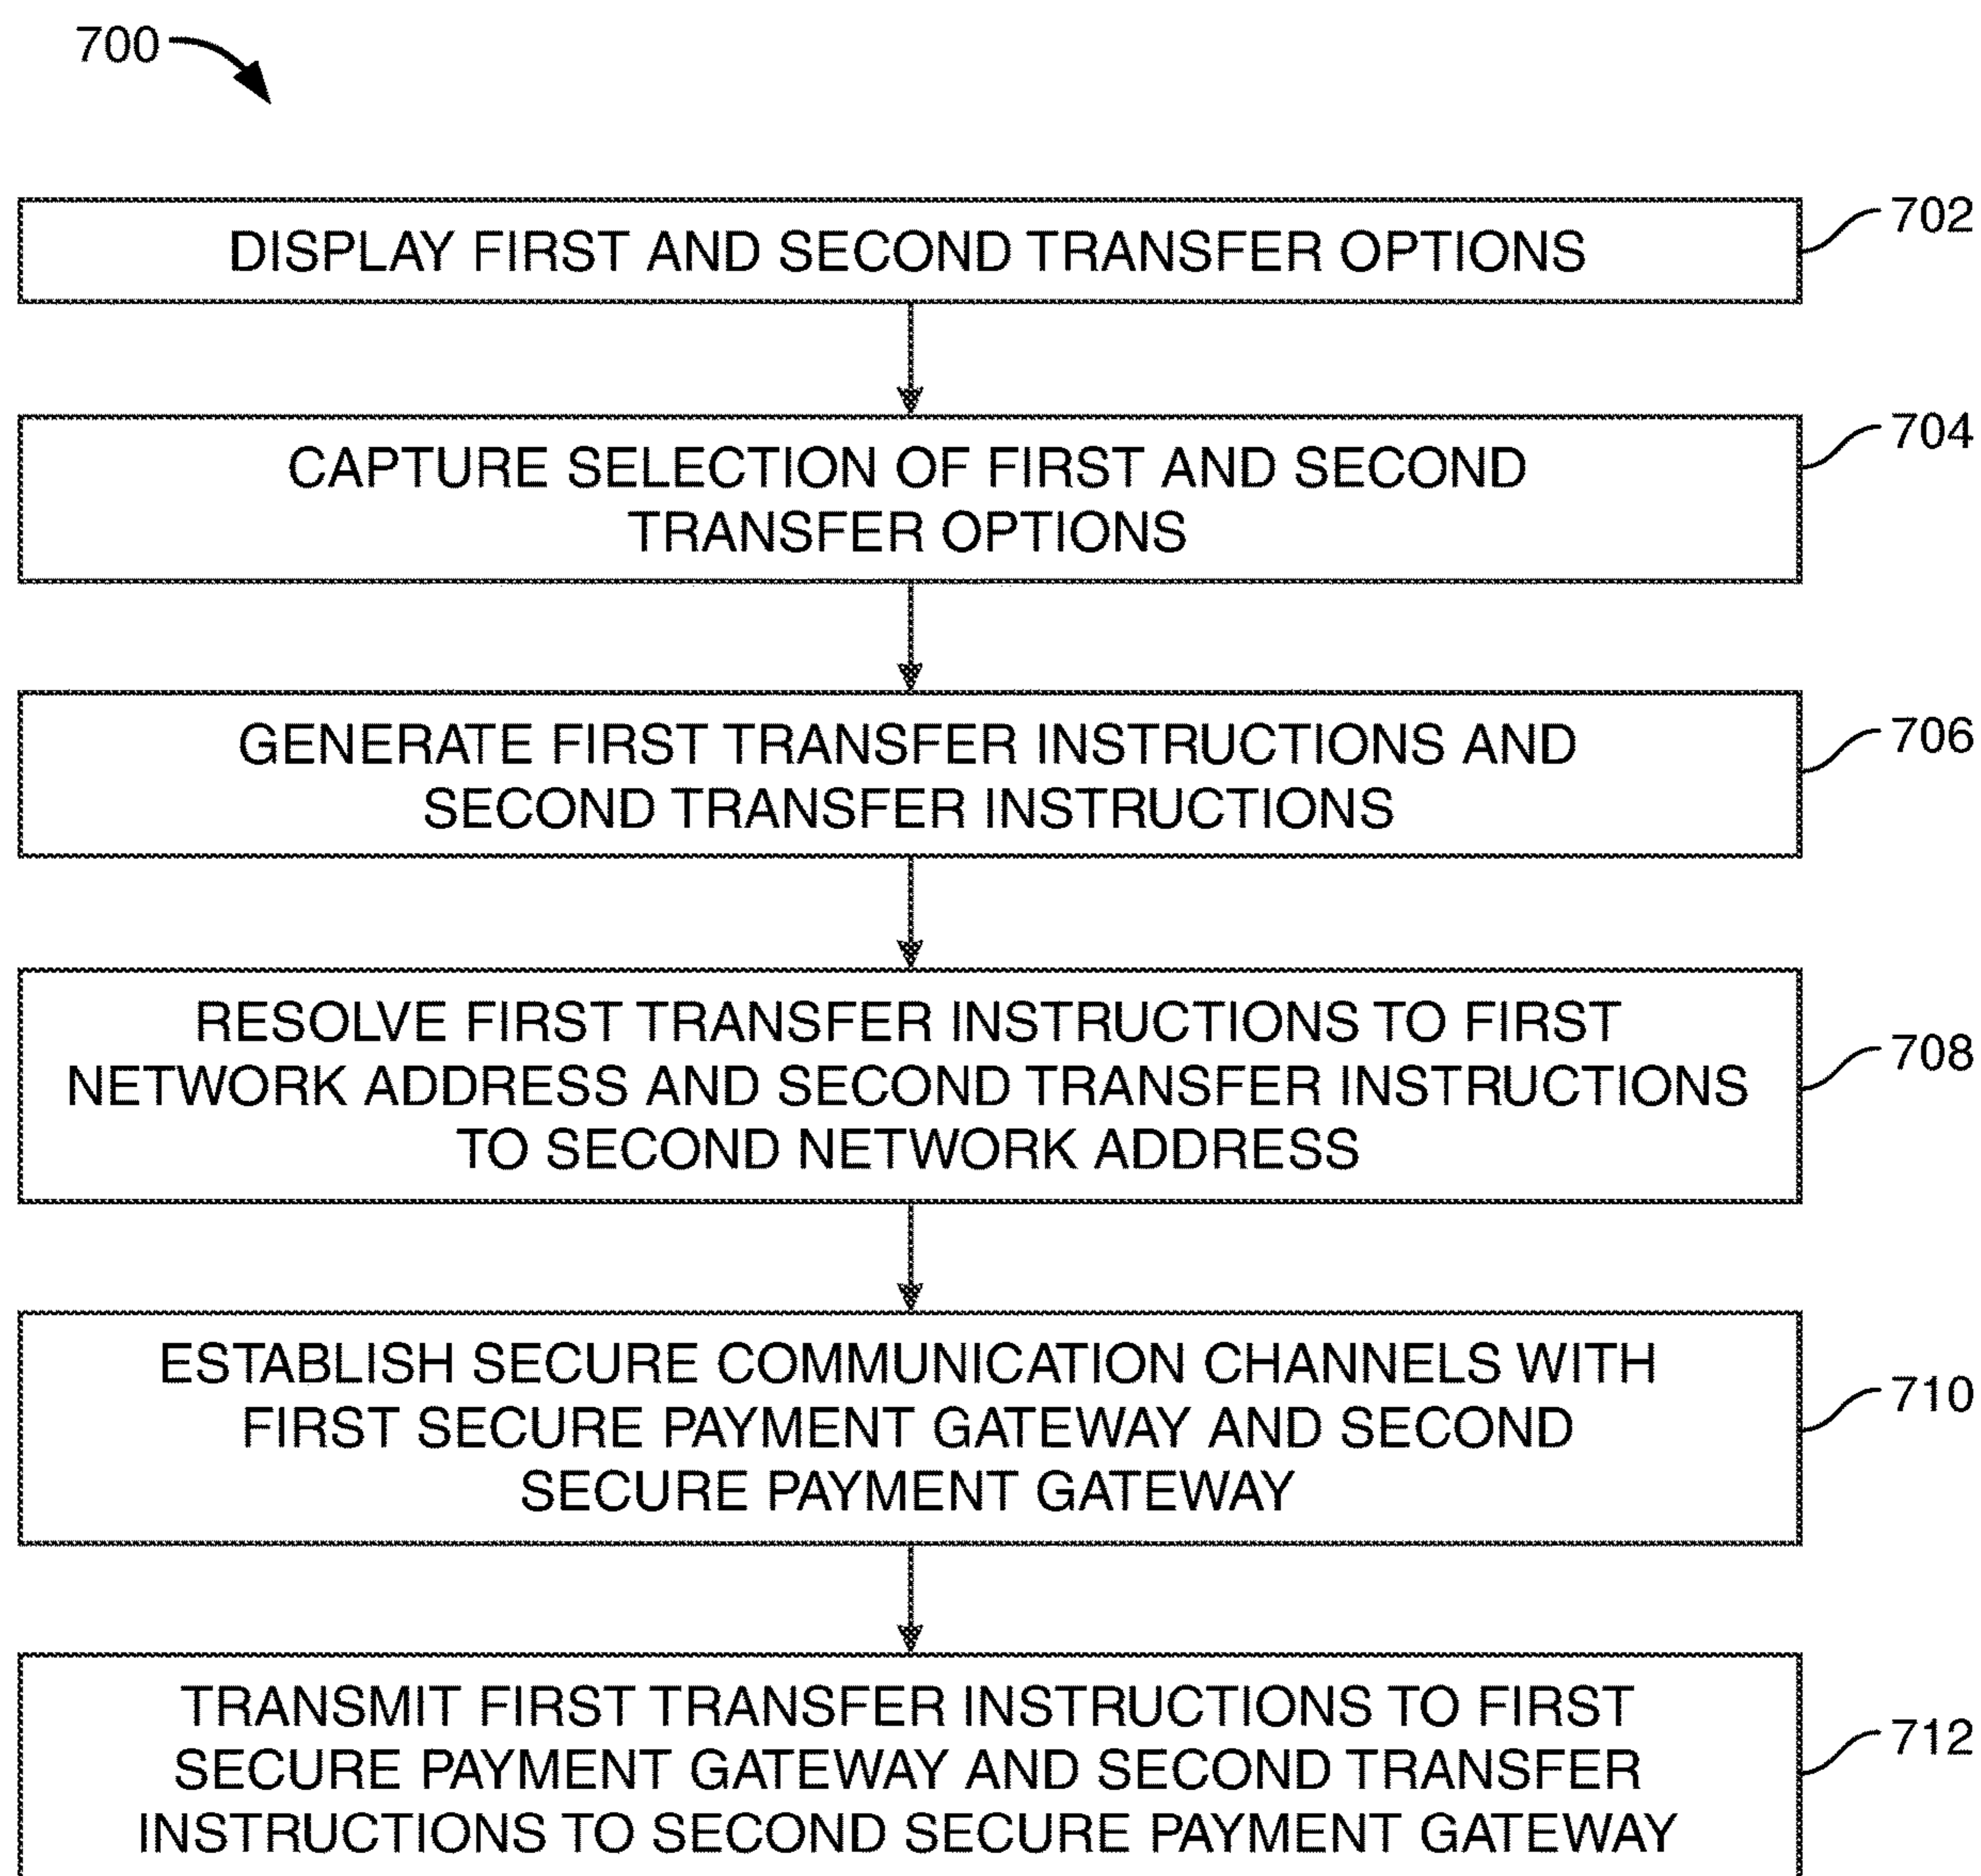 700
DISPLAY FIRST AND SECOND TRANSFER OPTIONS
702
CAPTURE SELECTION OF FIRST AND SECOND
TRANSFER OPTIONS
704
GENERATE FIRST TRANSFER INSTRUCTIONS AND
SECOND TRANSFER INSTRUCTIONS
706
RESOLVE FIRST TRANSFER INSTRUCTIONS TO FIRST
NETWORK ADDRESS AND SECOND TRANSFER INSTRUCTIONS
TO SECOND NETWORK ADDRESS
708
ESTABLISH SECURE COMMUNICATION CHANNELS WITH
FIRST SECURE PAYMENT GATEWAY AND SECOND
SECURE PAYMENT GATEWAY
710
TRANSMIT FIRST TRANSFER INSTRUCTIONS TO FIRST
SECURE PAYMENT GATEWAY AND SECOND TRANSFER
INSTRUCTIONS TO SECOND SECURE PAYMENT GATEWAY
712